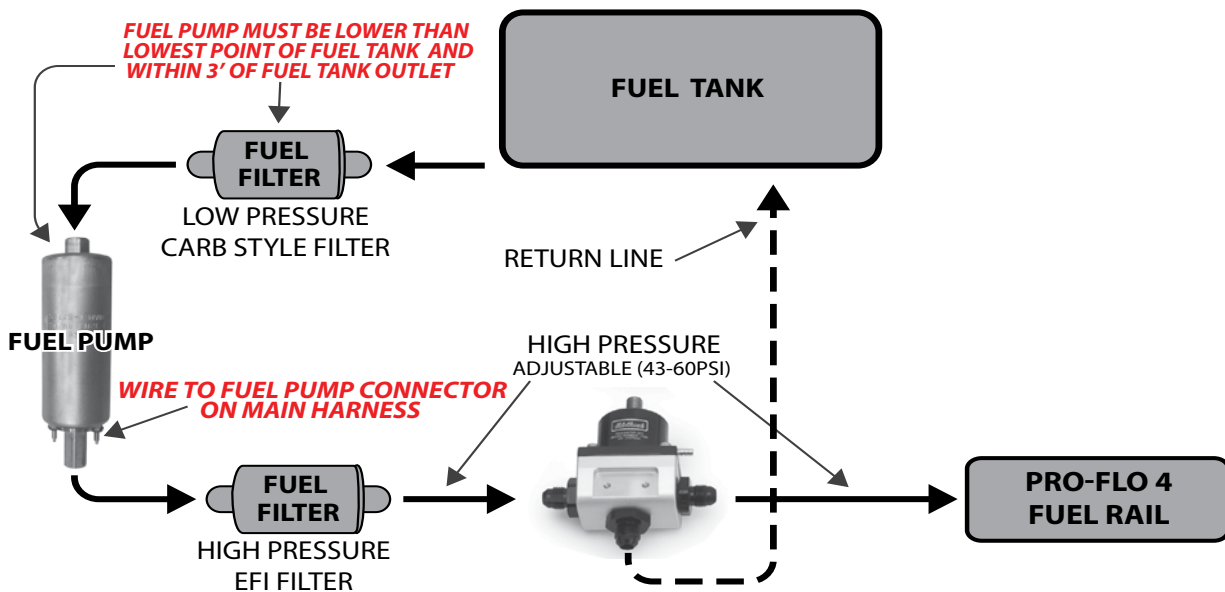 FUEL PUMP MUST BE LOWER THAN
LOWEST POINT OF FUEL TANK AND
WITHIN 3’ OF FUEL TANK OUTLET
FUEL TANK
FUEL
FILTER
LOW PRESSURE
CARB STYLE FILTER
RETURN LINE
FUEL PUMP
HIGH PRESSURE
ADJUSTABLE (43-60PSI)
WIRE TO FUEL PUMP CONNECTOR
ON MAIN HARNESS
FUEL
FILTER
HIGH PRESSURE
EFI FILTER
PRO-FLO 4
FUEL RAIL